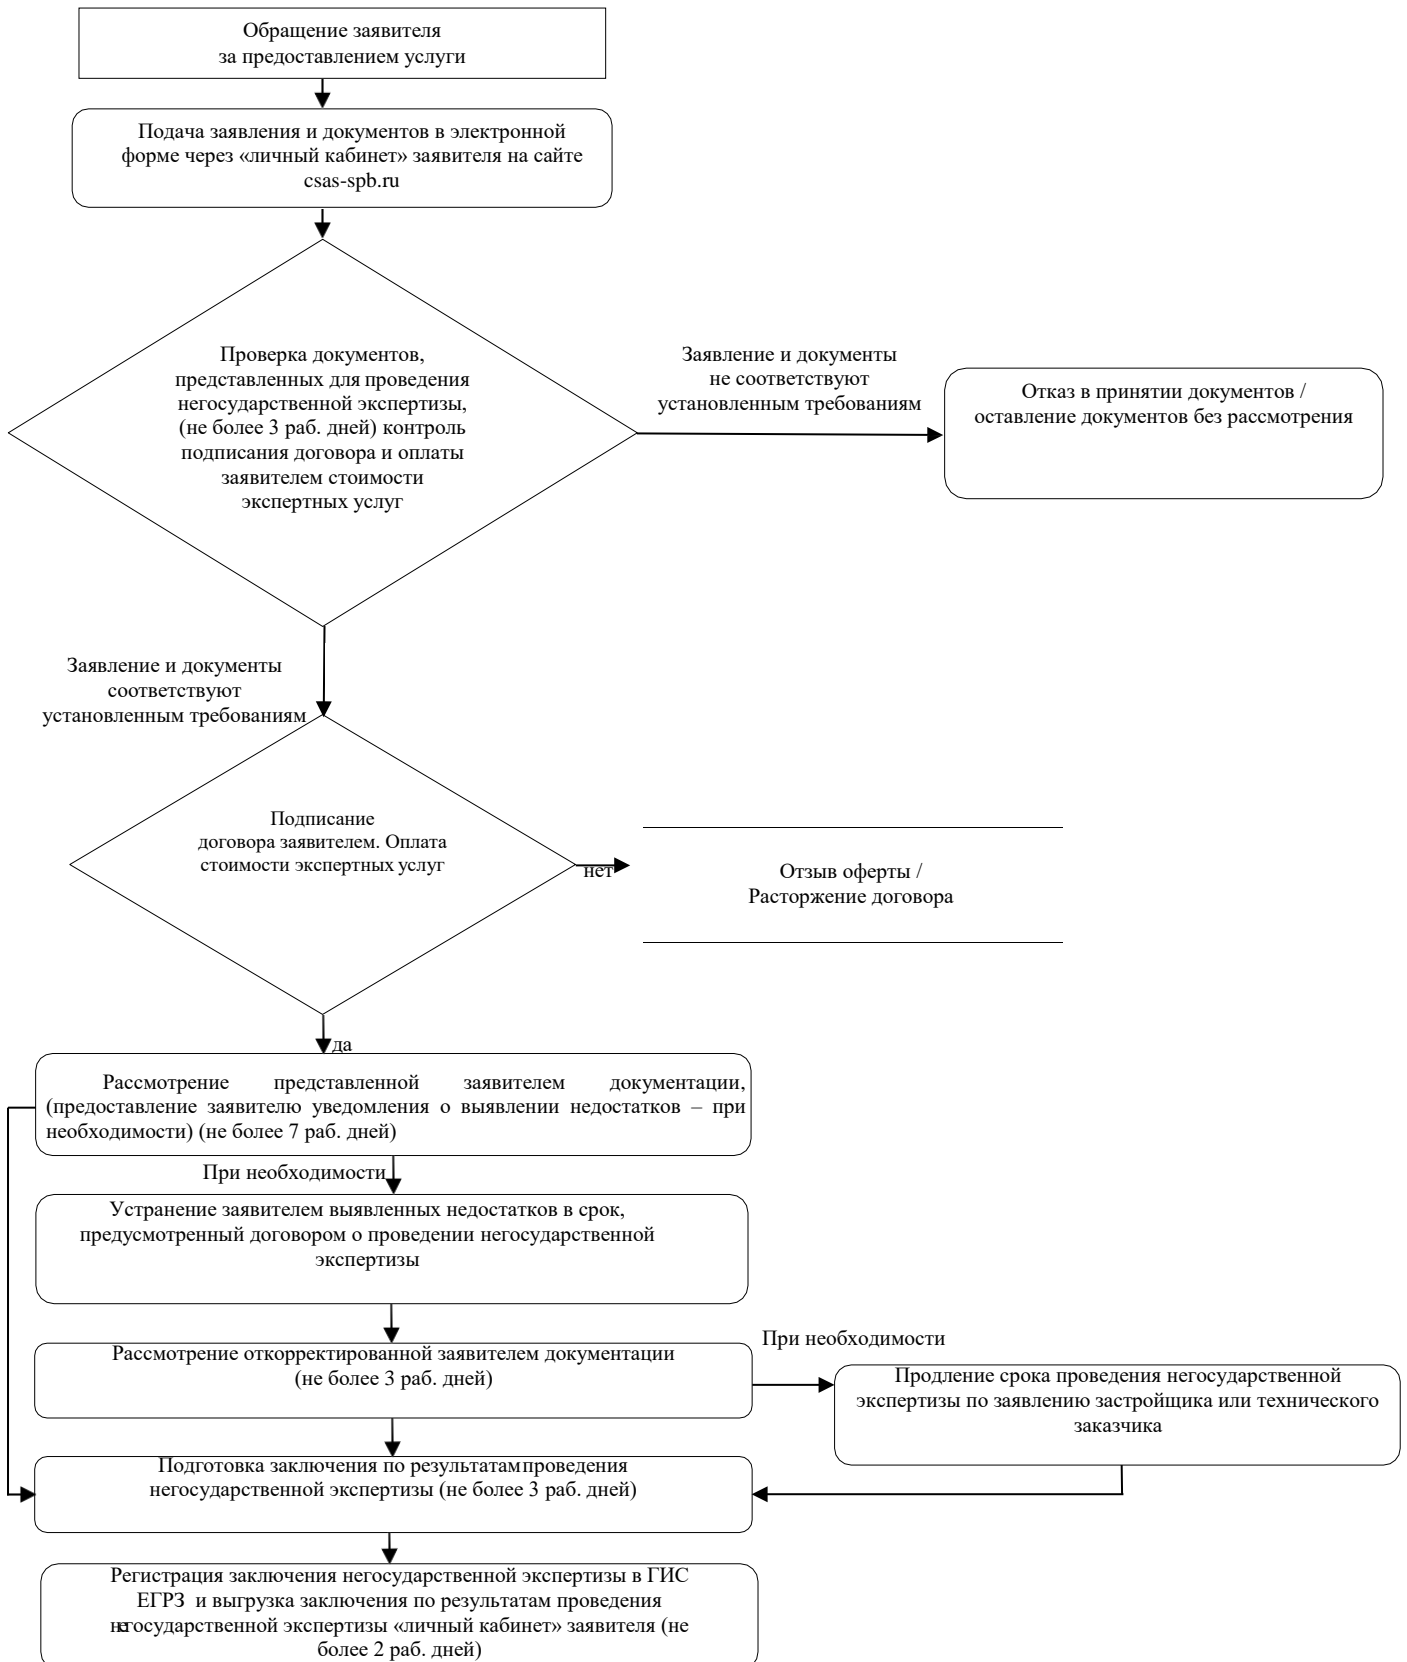 Обращение заявителя
за предоставлением услуги
Подача заявления и документов в электронной
форме через «личный кабинет» заявителя на сайте
csas-spb.ru
Проверка документов,
представленных для проведения
негосударственной экспертизы,
(не более 3 раб. дней) контроль
подписания договора и оплаты
заявителем стоимости
экспертных услуг
Заявление и документы
не соответствуют
установленным требованиям
Отказ в принятии документов /
оставление документов без рассмотрения
Заявление и документы
соответствуют
установленным требованиям
Подписание
договора заявителем. Оплата
стоимости экспертных услуг
нет
Отзыв оферты /
Расторжение договора
да
Рассмотрение представленной заявителем документации,
(предоставление заявителю уведомления о выявлении недостатков – при
необходимости) (не более 7 раб. дней)
При необходимости
Устранение заявителем выявленных недостатков в срок,
предусмотренный договором о проведении негосударственной
экспертизы
Рассмотрение откорректированной заявителем документации
(не более 3 раб. дней)
При необходимости
Продление срока проведения негосударственной
экспертизы по заявлению застройщика или технического
заказчика
Подготовка заключения по результатам проведения
негосударственной экспертизы (не более 3 раб. дней)
Регистрация заключения негосударственной экспертизы в ГИС
ЕГРЗ и выгрузка заключения по результатам проведения
негосударственной экспертизы «личный кабинет» заявителя (не
более 2 раб. дней)